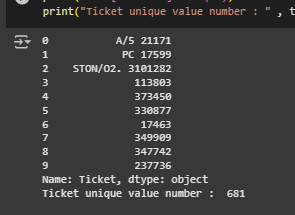 print("Ticket unique value number : " , t
0 A/5 21171
1 PC 17599
2 STON/O2. 3101282
3 113803
4 373450
5 330877
6 17463
7 349909
8 347742
9 237736
Name: Ticket, dtype: object
Ticket unique value number :  681